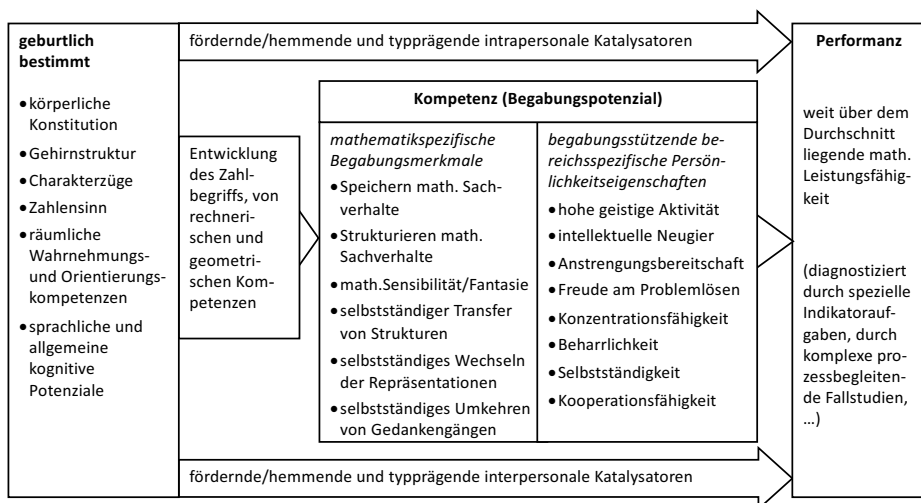 geburtlich
bestimmt
• körperliche
Konstitution
• Gehirnstruktur
• Charakterzüge
• Zahlensinn
• räumliche
Wahrnehmungs-
und Orientierungs-
kompetenzen
• sprachliche und
allgemeine
kognitive
Potenziale
fördernde/hemmende und typprägende intrapersonale Katalysatoren
Entwicklung
des Zahl-
begriffs, von
rechneri-
schen und
geometri-
schen Kom-
petenzen
Kompetenz (Begabungspotenzial)
mathematikspezifische
Begabungsmerkmale
• Speichern math. Sach-
verhalte
• Strukturieren math.
Sachverhalte
• math.Sensibilität/Fantasie
• selbstständiger Transfer
von Strukturen
• selbstständiges Wechseln
der Repräsentationen
• selbstständiges Umkehren
von Gedankengängen
begabungsstützende be-
reichsspezifische Persön-
lichkeitseigenschaften
• hohe geistige Aktivität
• intellektuelle Neugier
• Anstrengungsbereitschaft
• Freude am Problemlösen
• Konzentrationsfähigkeit
• Beharrlichkeit
• Selbstständigkeit
• Kooperationsfähigkeit
fördernde/hemmende und typprägende interpersonale Katalysatoren
Performanz
weit über dem
Durchschnitt
liegende math.
Leistungsfähig-
keit
(diagnostiziert
durch spezielle
Indikatorauf-
gaben, durch
komplexe pro-
zessbegleiten-
de Fallstudien,
...)